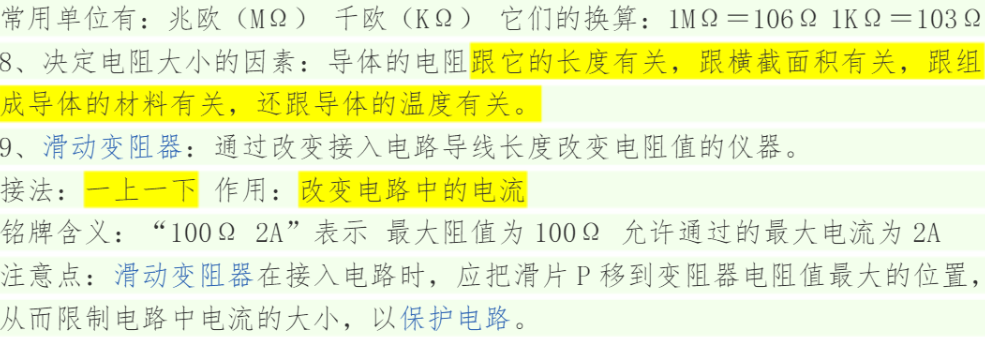 常用单位有：兆欧（MΩ） 千欧（KΩ） 它们的换算：1MΩ＝106Ω 1KΩ＝103Ω
8、决定电阻大小的因素：导体的电阻跟它的长度有关，跟横截面积有关，跟组
成导体的材料有关，还跟导体的温度有关。
9、滑动变阻器：通过改变接入电路导线长度改变电阻值的仪器。
接法：一上一下 作用：改变电路中的电流
铭牌含义：“100Ω 2A”表示 最大阻值为100Ω 允许通过的最大电流为2A
注意点：滑动变阻器在接入电路时，应把滑片P移到变阻器电阻值最大的位置，
从而限制电路中电流的大小，以保护电路。